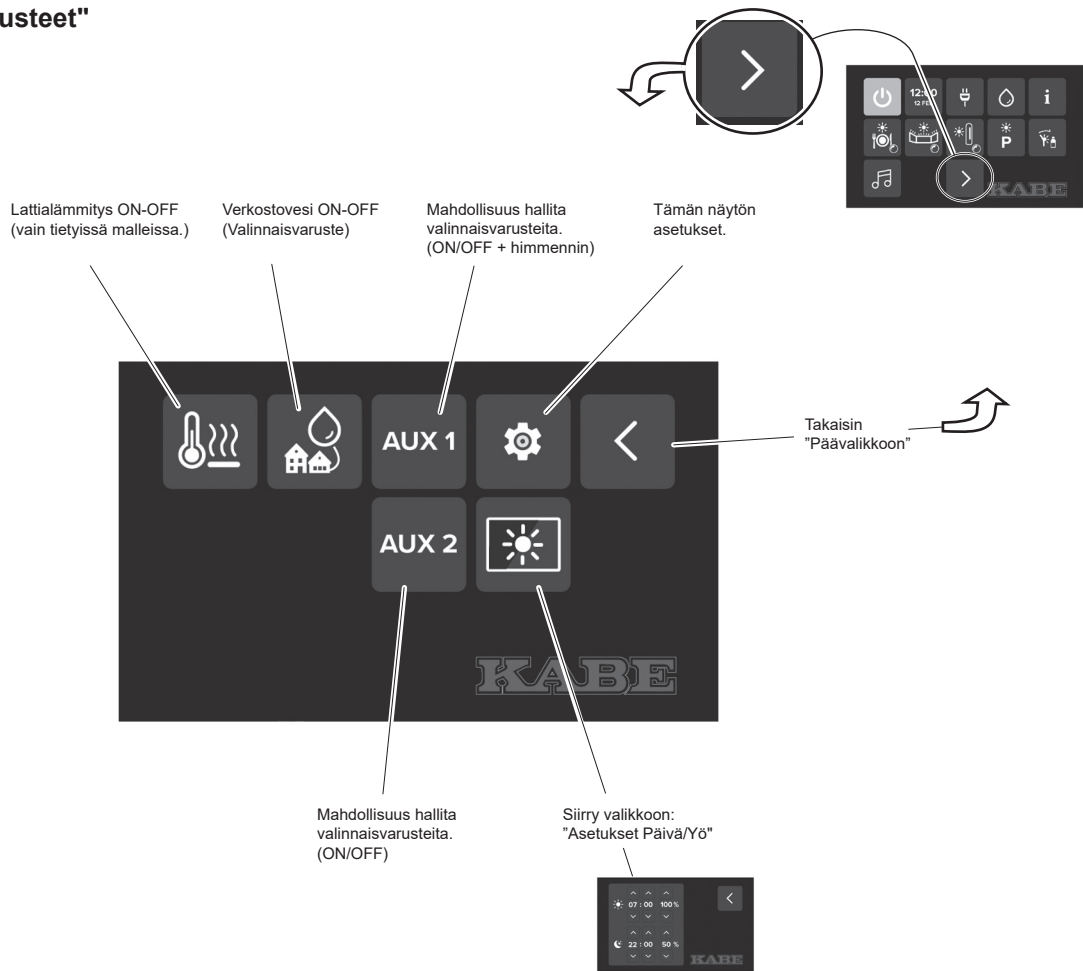 usteet"
12:00
12 FEB
i
P
KABE
Lattialämmitys ON-OFF
(vain tietyissä malleissa.)
Verkostovesi ON-OFF
(Valinnaisvaruste)
Mahdollisuus hallita
valinnaisvarusteita.
(ON/OFF + himmennin)
Tämän näytön
asetukset.
AUX 1
Takaisin
"Päävalikkoon"
AUX 2
KABE
Mahdollisuus hallita
valinnaisvarusteita.
(ON/OFF)
Siirry valikkoon:
"Asetukset Päivä/Yö"
07 : 00 100%
22 : 00 50 %
KABE